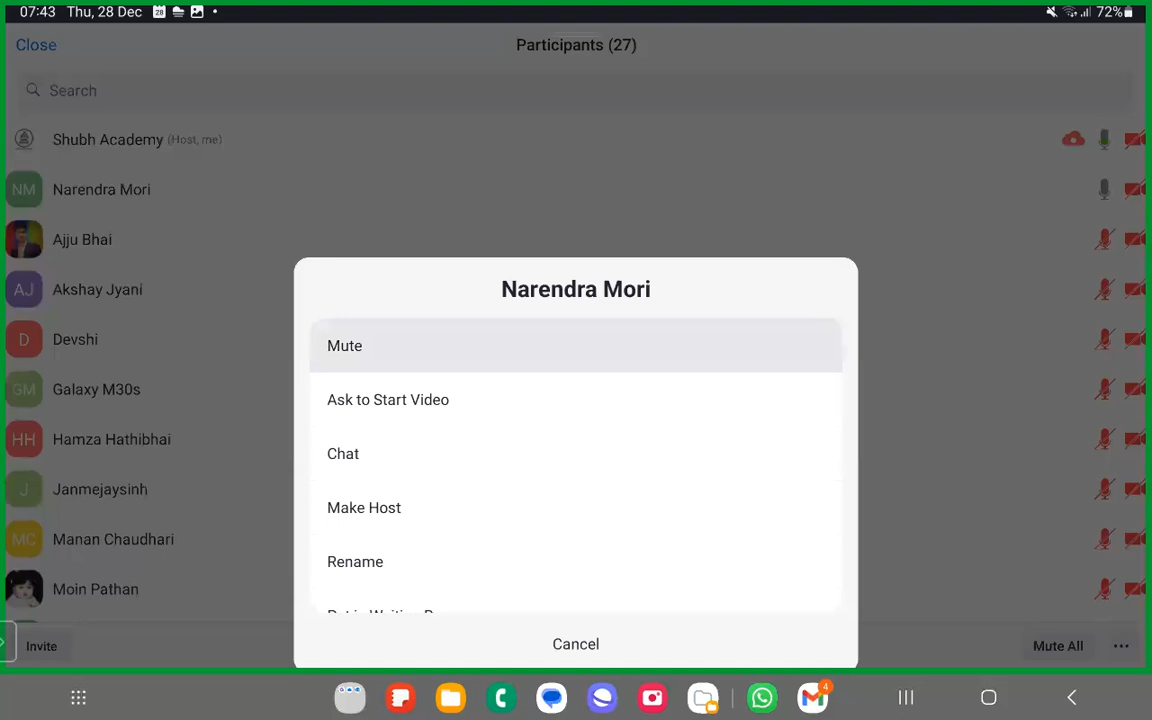 07:43 Thu, 28 Dec 28 72%
Close Participants (27)
Search
Shubh Academy (Host, me)
NM Narendra Mori
Ajju Bhai
AJ Akshay Jyani
D Devshi
GM Galaxy M30s
HH Hamza Hathibhai
J Janmejaysinh
MC Manan Chaudhari
Moin Pathan
Narendra Mori
Mute
Ask to Start Video
Chat
Make Host
Rename
Cancel
Invite Mute All
4